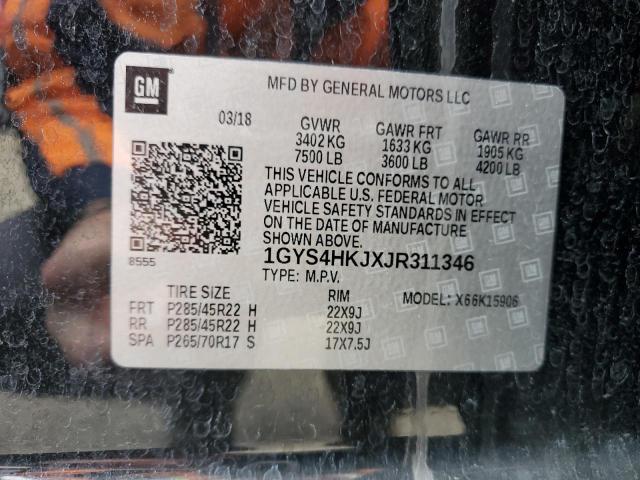 GM
MFD BY GENERAL MOTORS LLC
03/18 GVWR GAWR FRT GAWR RR
3402 KG 1633 KG 1905 KG
7500 LB 3600 LB 4200 LB
THIS VEHICLE CONFORMS TO ALL
APPLICABLE U.S. FEDERAL MOTOR
VEHICLE SAFETY STANDARDS IN EFFECT
ON THE DATE OF MANUFACTURE
SHOWN ABOVE.
8555
1GYS4HKJXJR311346
TYPE: M.P.V.
TIRE SIZE RIM MODEL: X66K15906
FRT P285/45R22 H 22X9J
RR P285/45R22 H 22X9J
SPA P265/70R17 S 17X7.5J